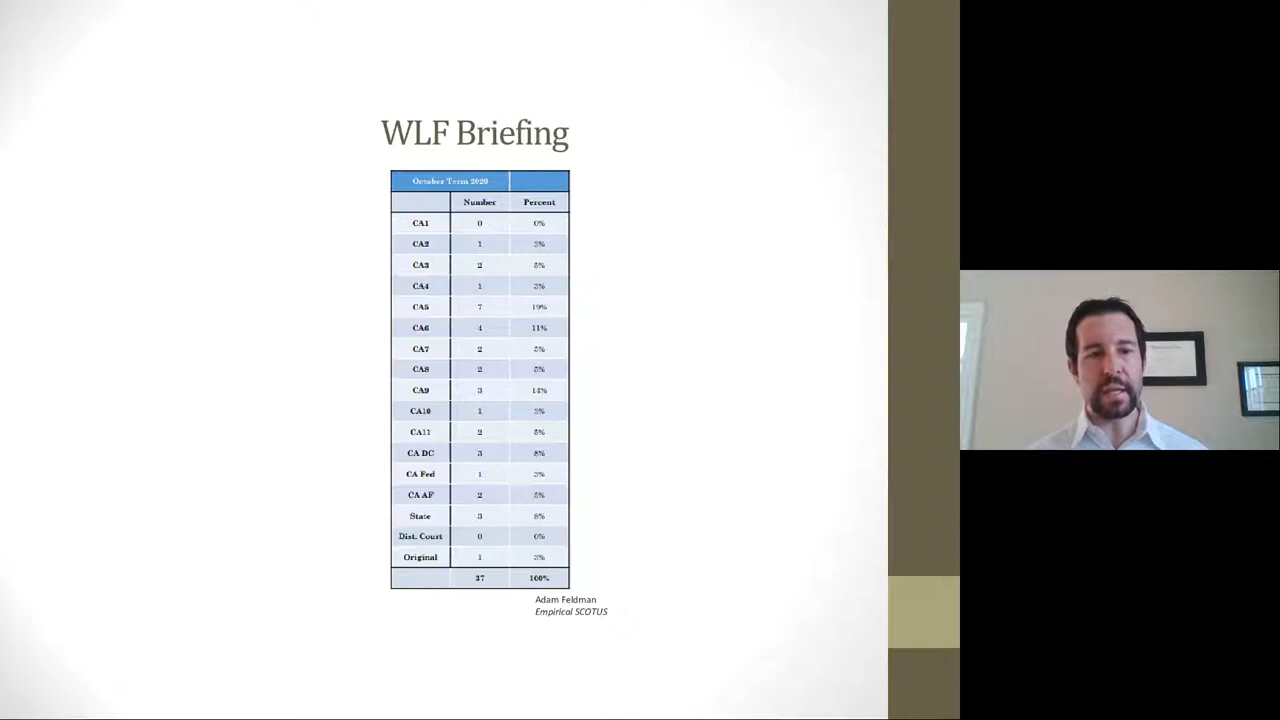 WLF Briefing
October Term 2020
Number Percent
CA1 0 0%
CA2 1 3%
CA3 2 5%
CA4 1 3%
CA5 7 19%
CA6 4 11%
CA7 2 5%
CA8 2 5%
CA9 3 14%
CA10 1 3%
CA11 2 5%
CA DC 3 8%
CA Fed 1 3%
CA AF 2 5%
State 3 8%
Dist. Court 0 0%
Original 1 3%
37 100%
Adam Feldman
Empirical SCOTUS